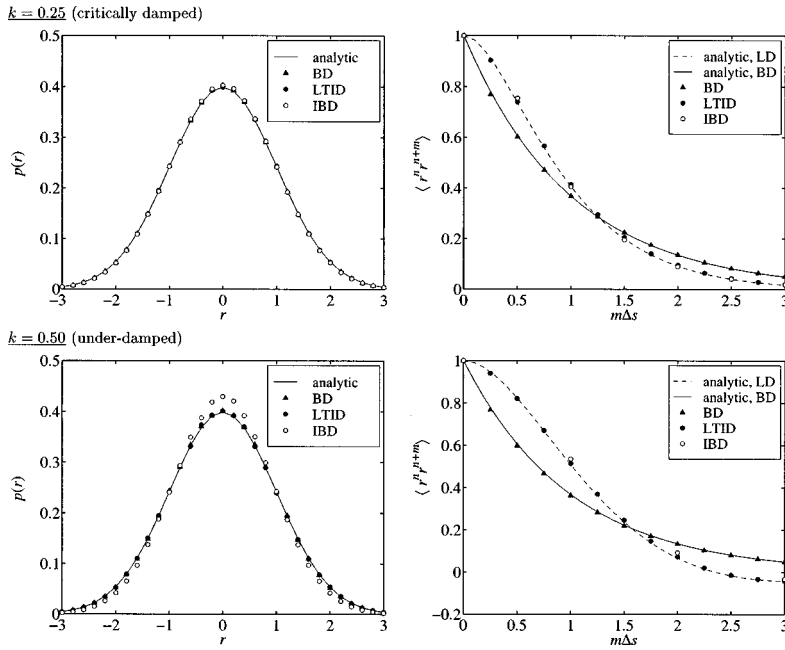 k = 0.25 (critically damped)
0.5
0.4
0.3
0.2
0.1
0
p(r)
−3 −2 −1 0 1 2 3
r
analytic
BD
LTID
IBD
1
0.8
0.6
0.4
0.2
0
⟨ rⁿrⁿ⁺ᵐ⟩
0 0.5 1 1.5 2 2.5 3
mΔs
analytic, LD
analytic, BD
BD
LTID
IBD
k = 0.50 (under-damped)
0.5
0.4
0.3
0.2
0.1
0
p(r)
−3 −2 −1 0 1 2 3
r
analytic
BD
LTID
IBD
1
0.8
0.6
0.4
0.2
0
−0.2
⟨ rⁿrⁿ⁺ᵐ⟩
0 0.5 1 1.5 2 2.5 3
mΔs
analytic, LD
analytic, BD
BD
LTID
IBD